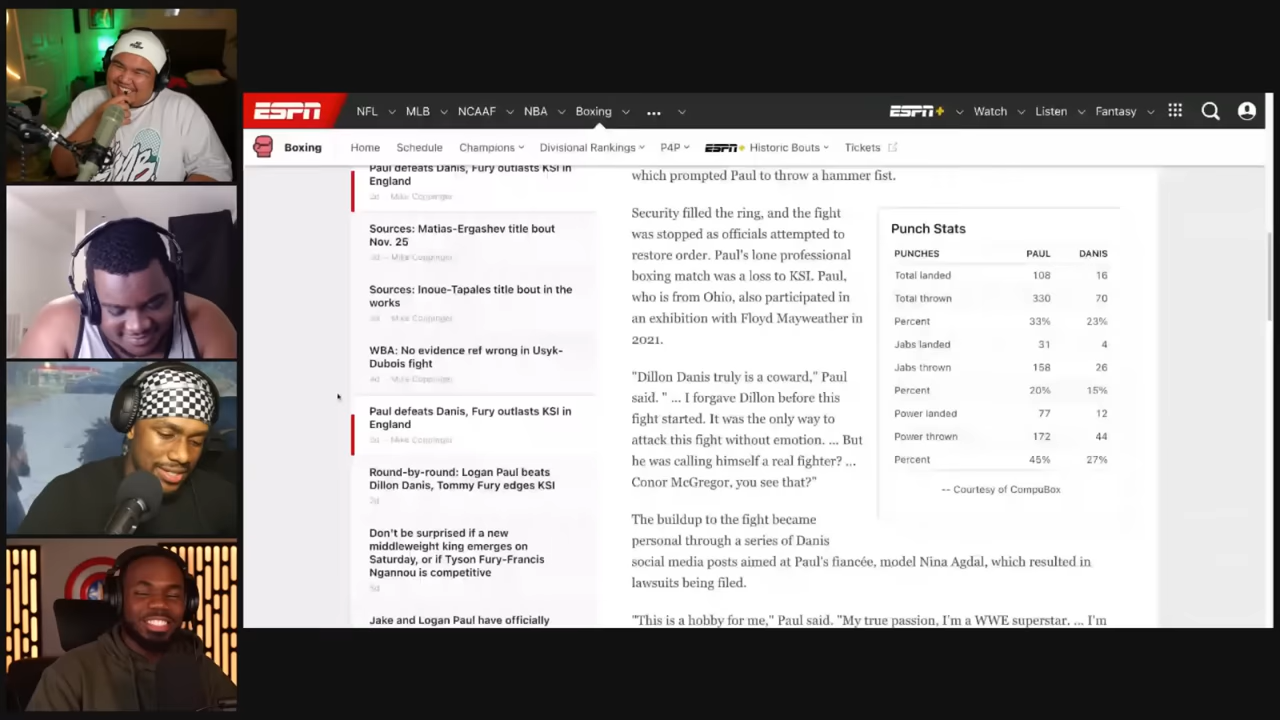 ESPN NFL MLB NCAAF NBA Boxing ... ESPN+ Watch Listen Fantasy
Boxing Home Schedule Champions Divisional Rankings P4P ESPN+ Historic Bouts Tickets
Paul defeats Danis, Fury outlasts KSI in
England
Sources: Matias-Ergashev title bout
Nov. 25
Sources: Inoue-Tapales title bout in the
works
WBA: No evidence ref wrong in Usyk-
Dubois fight
Paul defeats Danis, Fury outlasts KSI in
England
Round-by-round: Logan Paul beats
Dillon Danis, Tommy Fury edges KSI
Don't be surprised if a new
middleweight king emerges on
Saturday, or if Tyson Fury-Francis
Ngannou is competitive
Jake and Logan Paul have officially
which prompted Paul to throw a hammer fist.
Security filled the ring, and the fight
was stopped as officials attempted to
restore order. Paul's lone professional
boxing match was a loss to KSI. Paul,
who is from Ohio, also participated in
an exhibition with Floyd Mayweather in
2021.
"Dillon Danis truly is a coward," Paul
said. " ... I forgave Dillon before this
fight started. It was the only way to
attack this fight without emotion. ... But
he was calling himself a real fighter? ...
Conor McGregor, you see that?"
The buildup to the fight became
personal through a series of Danis
social media posts aimed at Paul's fiancée, model Nina Agdal, which resulted in
lawsuits being filed.
"This is a hobby for me," Paul said. "My true passion, I'm a WWE superstar. ... I'm
Punch Stats
PUNCHES PAUL DANIS
Total landed 108 16
Total thrown 330 70
Percent 33% 23%
Jabs landed 31 4
Jabs thrown 158 26
Percent 20% 15%
Power landed 77 12
Power thrown 172 44
Percent 45% 27%
-- Courtesy of CompuBox